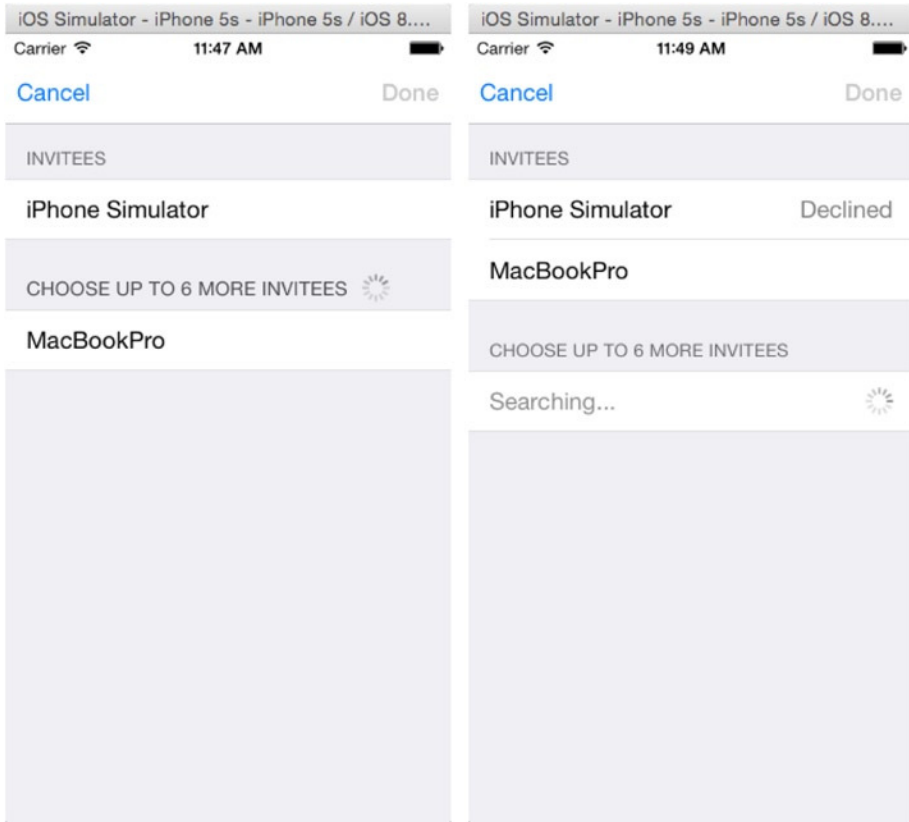 iOS Simulator - iPhone 5s - iPhone 5s / iOS 8....
Carrier 11:47 AM
Cancel Done
INVITEES
iPhone Simulator
CHOOSE UP TO 6 MORE INVITEES
MacBookPro
iOS Simulator - iPhone 5s - iPhone 5s / iOS 8....
Carrier 11:49 AM
Cancel Done
INVITEES
iPhone Simulator Declined
MacBookPro
CHOOSE UP TO 6 MORE INVITEES
Searching...